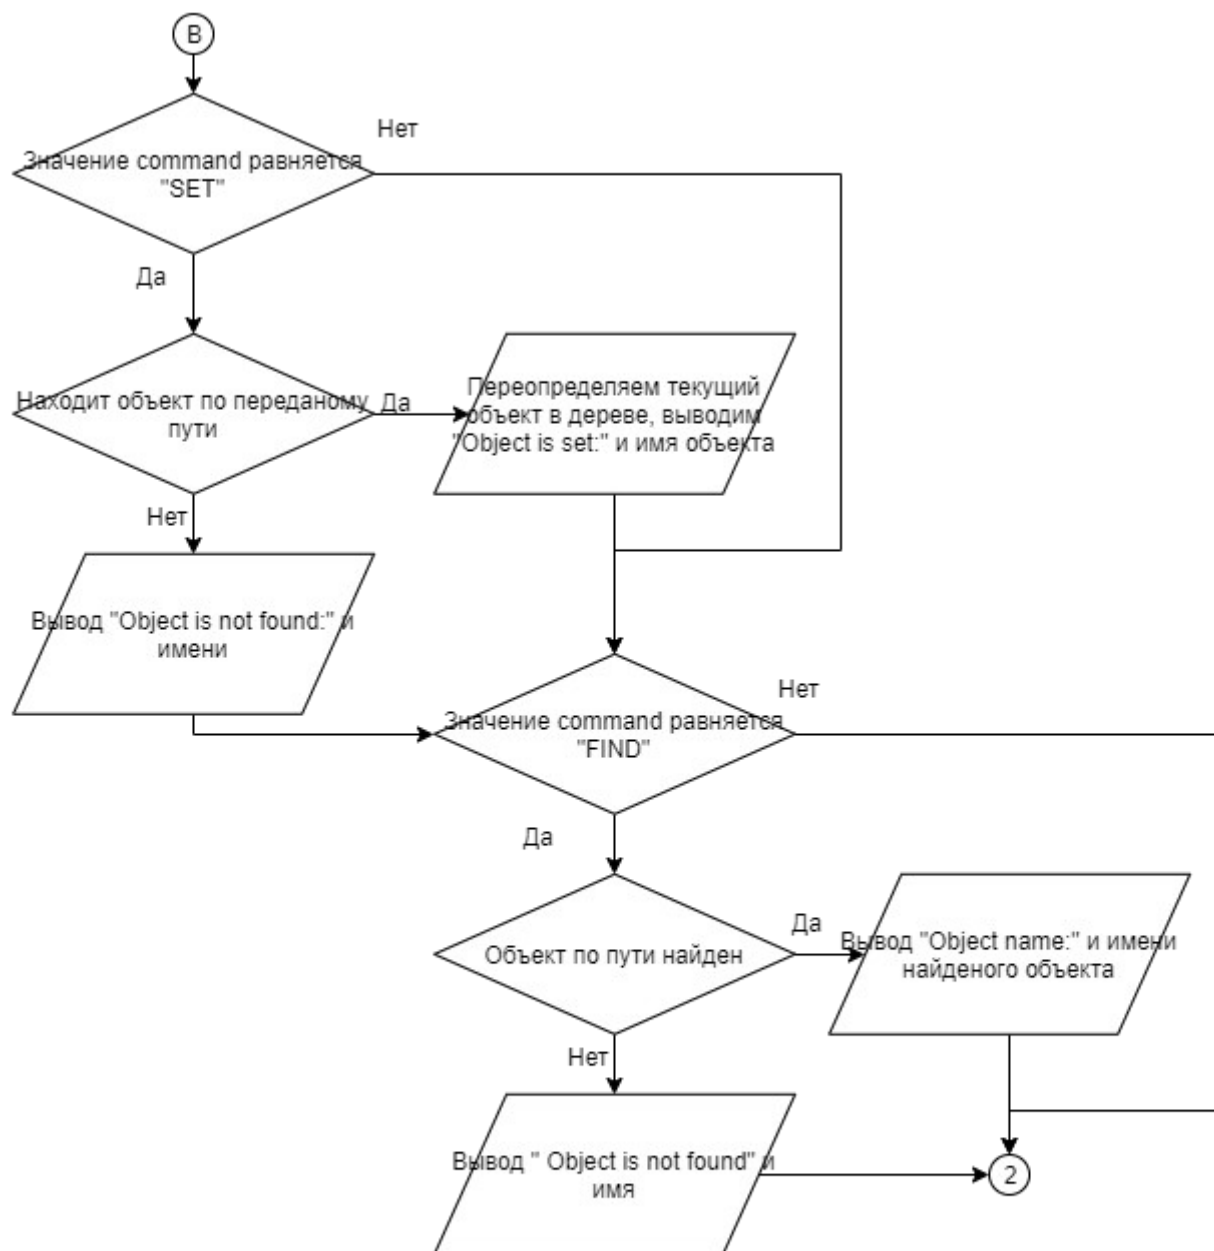 B
Нет
Значение command равняется
"SET"
Да
Находит объект по переданому
пути
Да
Переопределяем текущий
объект в дереве, выводим
"Object is set:" и имя объекта
Нет
Вывод "Object is not found:" и
имени
Нет
Значение command равняется
"FIND"
Да
Объект по пути найден
Да
Вывод "Object name:" и имени
найденого объекта
Нет
Вывод " Object is not found" и
имя
2